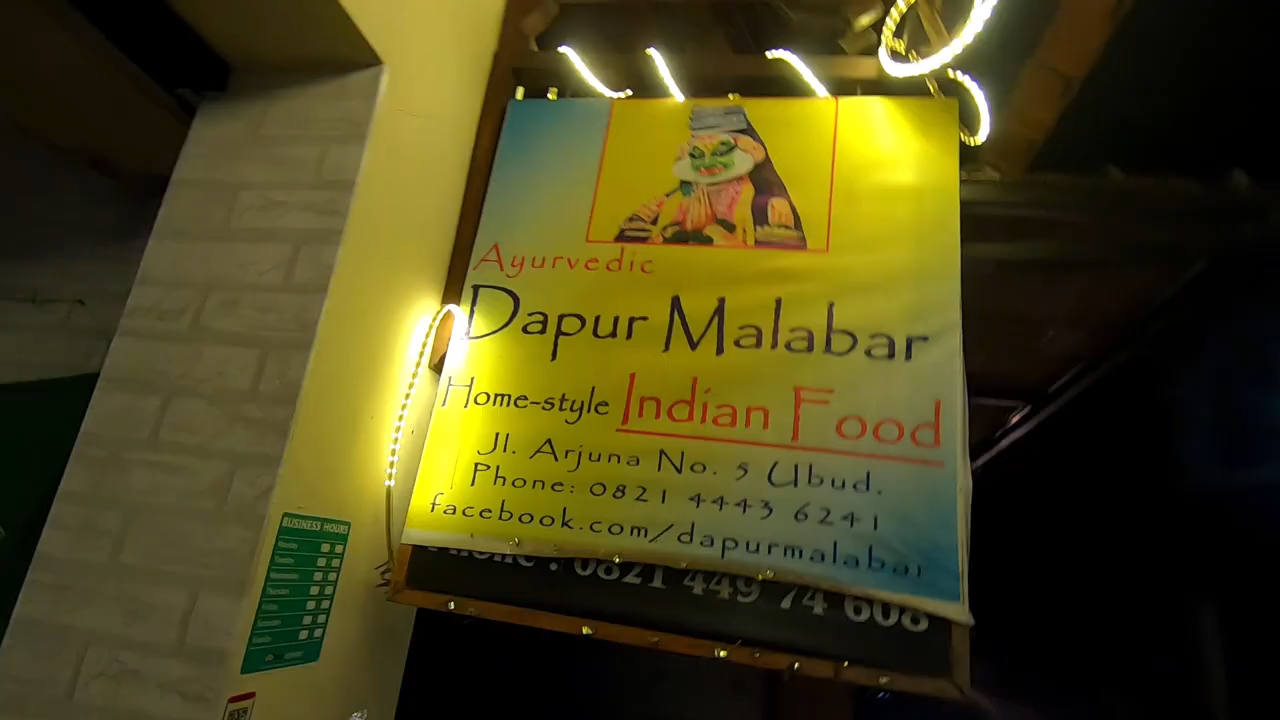 Ayurvedic
Dapur Malabar
Home-style Indian Food
Jl. Arjuna No. 5 Ubud.
Phone: 0821 4443 6241
facebook.com/dapurmalabar
Phone : 0821 449 74 608
BUSINESS HOURS